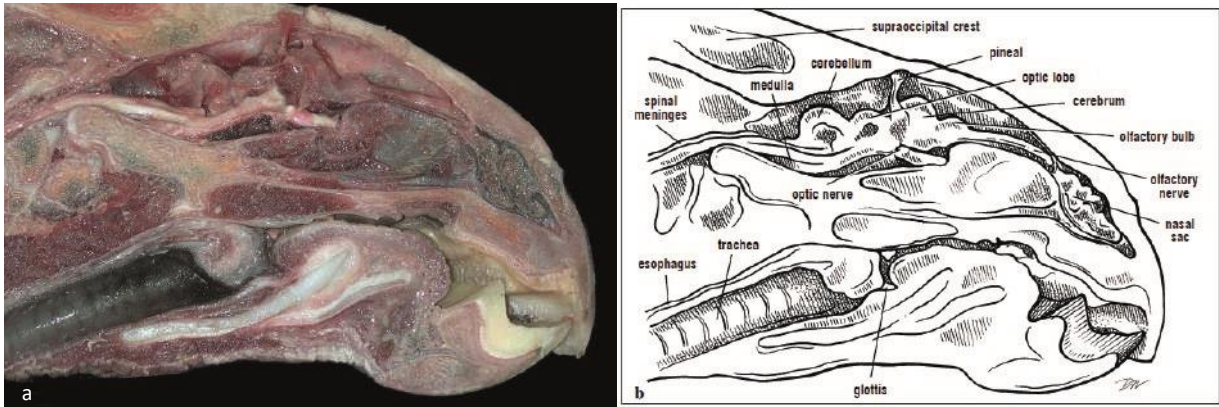 supraoccipital crest
pineal
cerebellum
optic lobe
medulla
cerebrum
spinal
meninges
olfactory bulb
optic nerve
olfactory
nerve
nasal
sac
trachea
esophagus
glottis
a
b